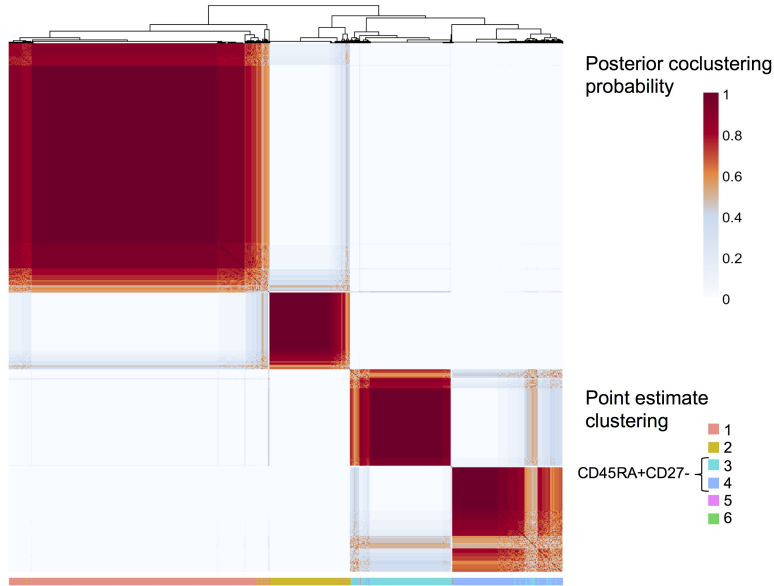 Posterior coclustering
probability
1
0.8
0.6
0.4
0.2
0
Point estimate
clustering
1
2
CD45RA+CD27-
3
4
5
6